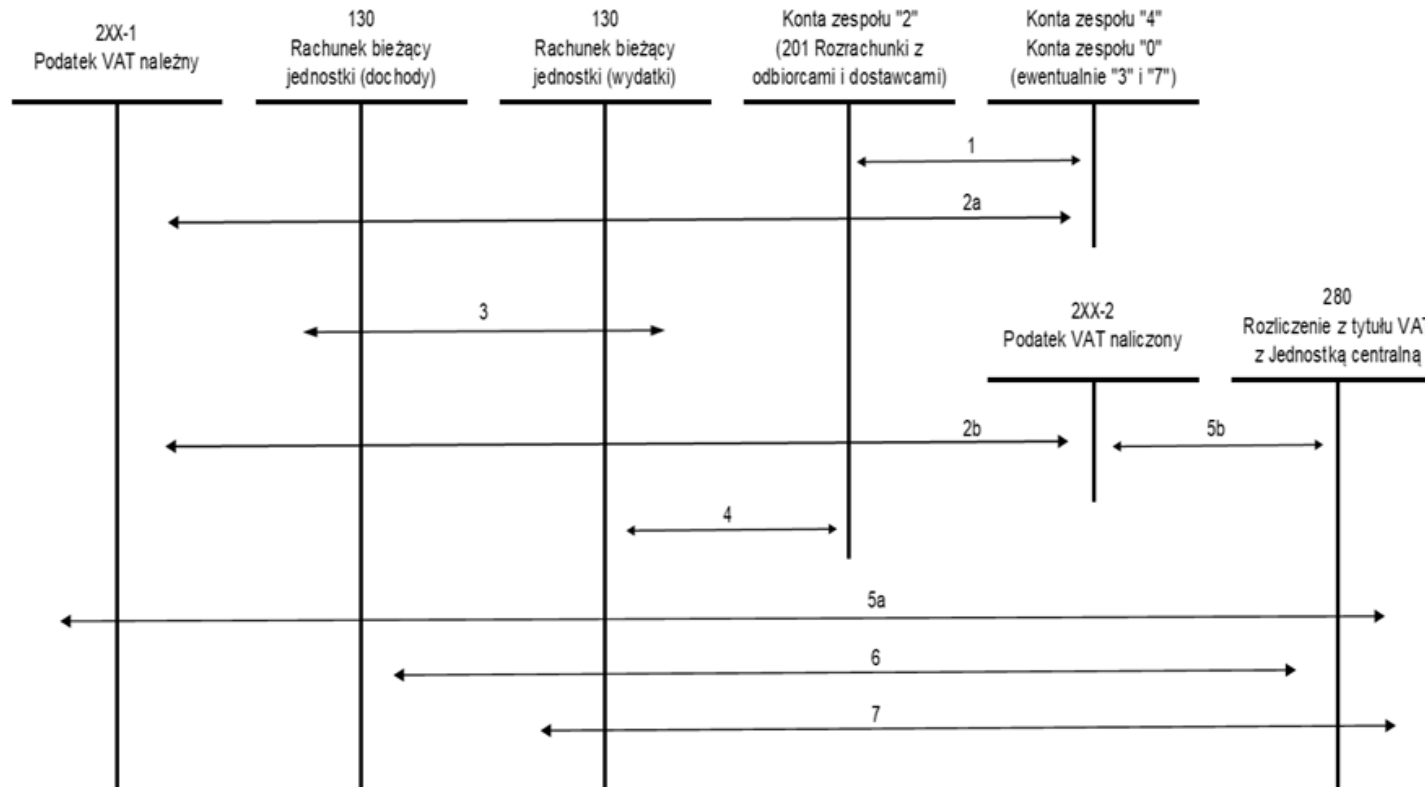 2XX-1
Podatek VAT należny
130
Rachunek bieżący
jednostki (dochody)
130
Rachunek bieżący
jednostki (wydatki)
Konta zespołu "2"
(201 Rozrachunki z
odbiorcami i dostawcami)
Konta zespołu "4"
Konta zespołu "0"
(ewentualnie "3" i "7")
1
2a
3
2XX-2
Podatek VAT naliczony
280
Rozliczenie z tytułu VAT
z Jednostką centralną
2b
5b
4
5a
6
7